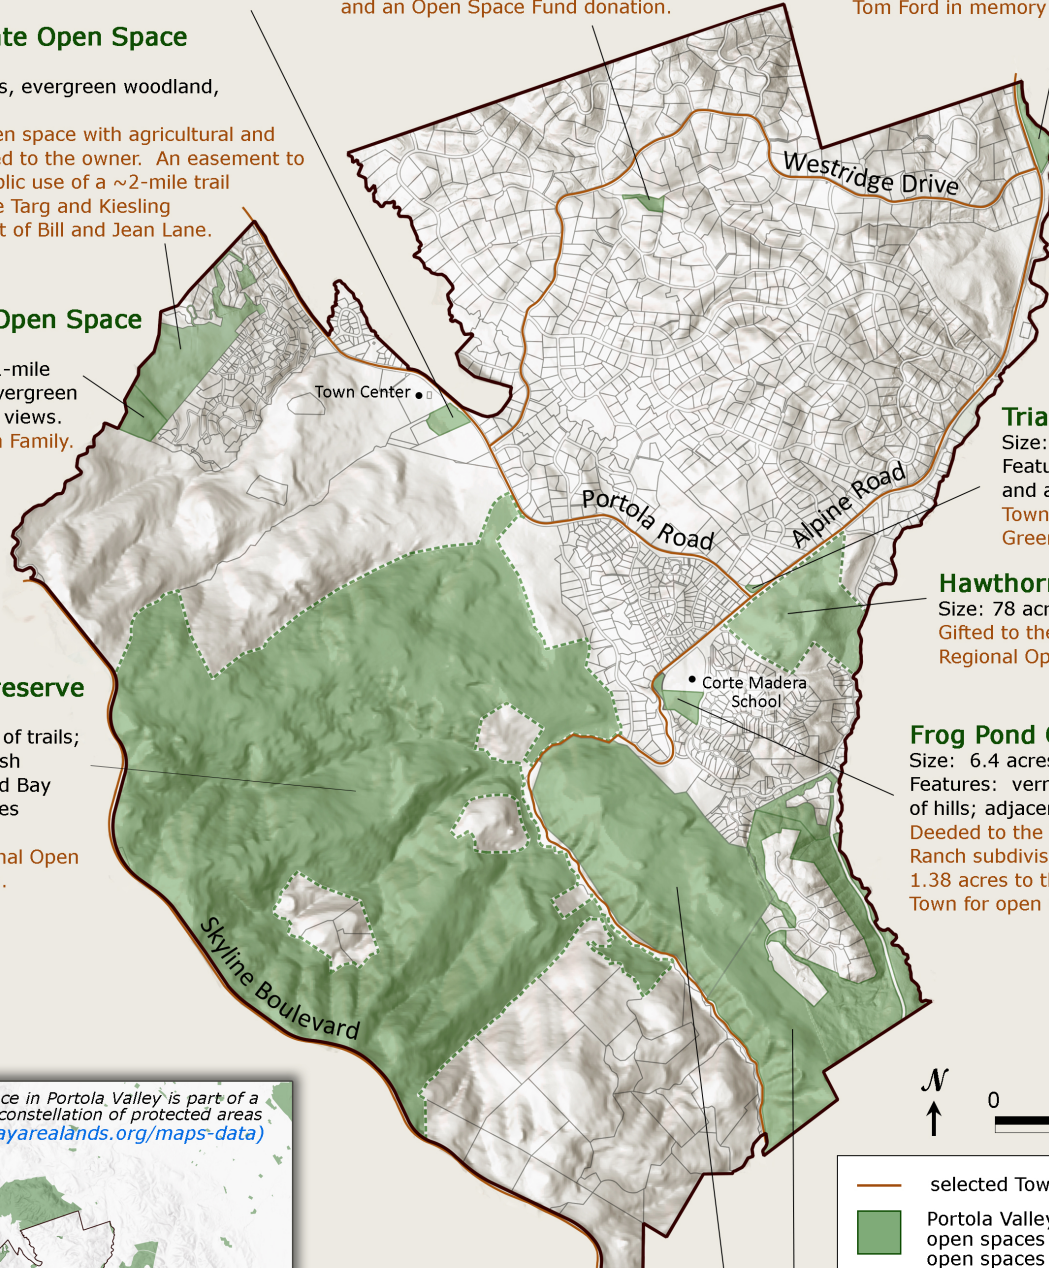 and an Open Space Fund donation.
Tom Ford in memory
te Open Space
s, evergreen woodland,
en space with agricultural and
ed to the owner. An easement to
blic use of a ~2-mile trail
e Targ and Kiesling
t of Bill and Jean Lane.
Westridge Drive
Open Space
-mile
vergreen
views.
Family.
Town Center
Portola Road
Alpine Road
Tria
Size:
Featu
and a
Town
Green
Hawthorn
Size: 78 acr
Gifted to the
Regional Op
Corte Madera
School
reserve
of trails;
sh
d Bay
es
nal Open
.
Frog Pond
Size: 6.4 acres
Features: vern
of hills; adjacen
Deeded to the
Ranch subdivis
1.38 acres to th
Town for open
Skyline Boulevard
ce in Portola Valley is part of a
constellation of protected areas
ayarealands.org/maps-data)
N
0
selected Tow
Portola Valley
open spaces
open spaces